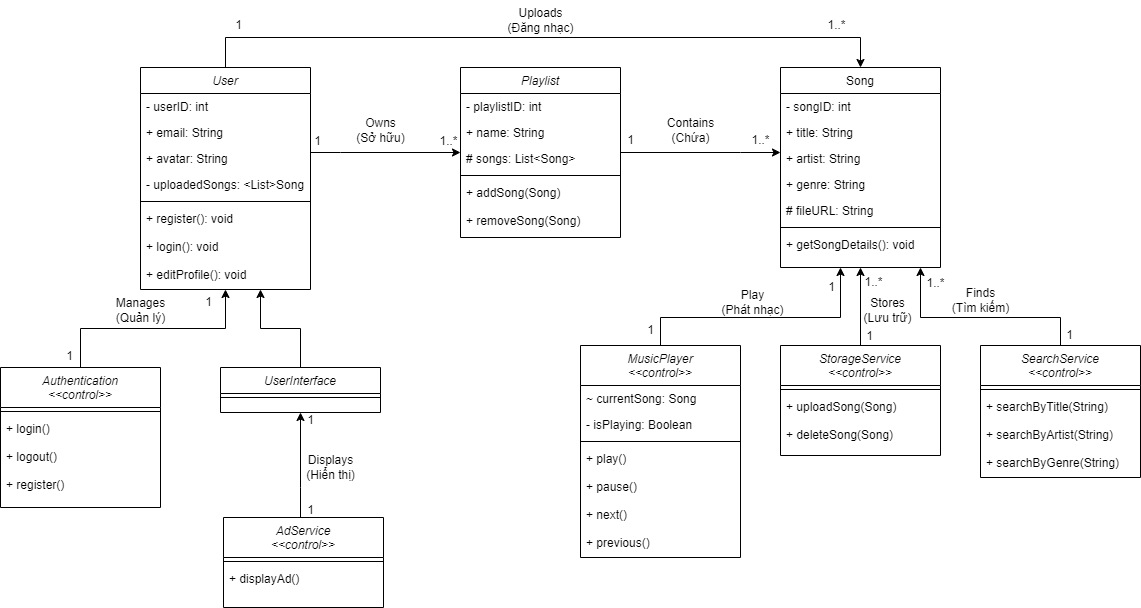 Uploads
(Đăng nhạc)
1
1..*
User
- userID: int
+ email: String
+ avatar: String
- uploadedSongs: <List>Song
+ register(): void
+ login(): void
+ editProfile(): void
Owns
(Sở hữu)
1
1..*
Playlist
- playlistID: int
+ name: String
# songs: List<Song>
+ addSong(Song)
+ removeSong(Song)
Contains
(Chứa)
1
1..*
Song
- songID: int
+ title: String
+ artist: String
+ genre: String
# fileURL: String
+ getSongDetails(): void
Manages
(Quản lý)
1
1
Authentication
<<control>>
+ login()
+ logout()
+ register()
UserInterface
1
Displays
(Hiển thị)
1
AdService
<<control>>
+ displayAd()
Play
(Phát nhạc)
1
1
MusicPlayer
<<control>>
~ currentSong: Song
- isPlaying: Boolean
+ play()
+ pause()
+ next()
+ previous()
1..*
Stores
(Lưu trữ)
1
StorageService
<<control>>
+ uploadSong(Song)
+ deleteSong(Song)
1..*
Finds
(Tìm kiếm)
1
SearchService
<<control>>
+ searchByTitle(String)
+ searchByArtist(String)
+ searchByGenre(String)